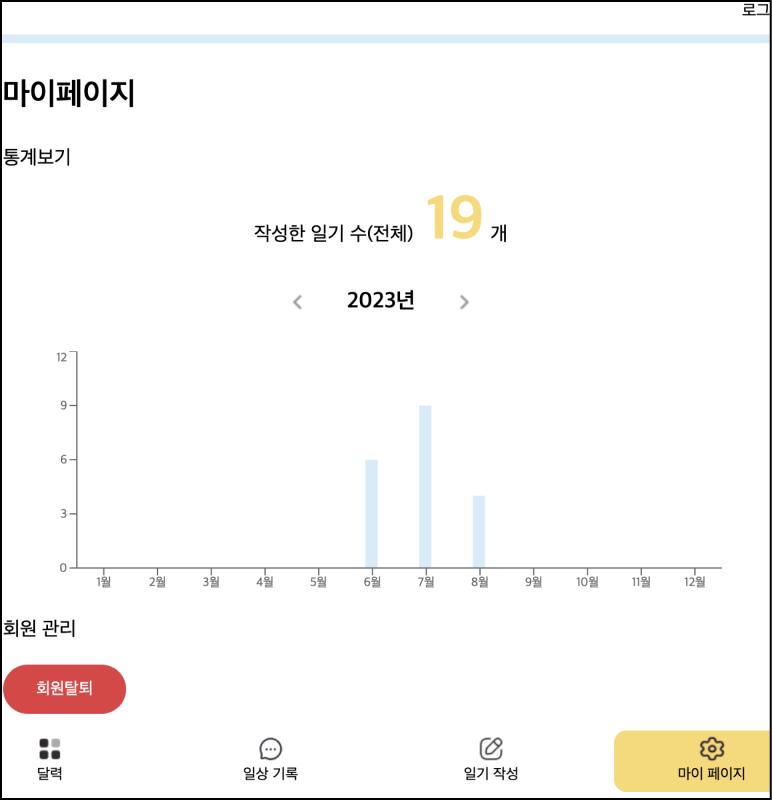 로그
마이페이지
통계보기
작성한 일기 수(전체) 19 개
2023년
12
9
6
3
0
1월 2월 3월 4월 5월 6월 7월 8월 9월 10월 11월 12월
회원 관리
회원탈퇴
달력 일상 기록 일기 작성 마이 페이지